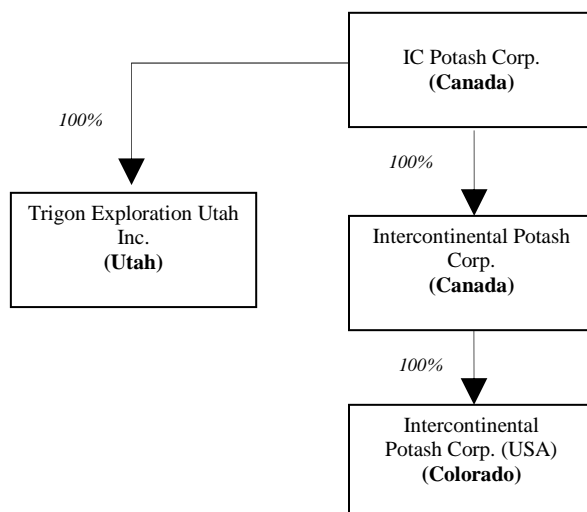 IC Potash Corp.
(Canada)
100%
100%
Trigon Exploration Utah
Inc.
(Utah)
Intercontinental Potash
Corp.
(Canada)
100%
Intercontinental
Potash Corp. (USA)
(Colorado)